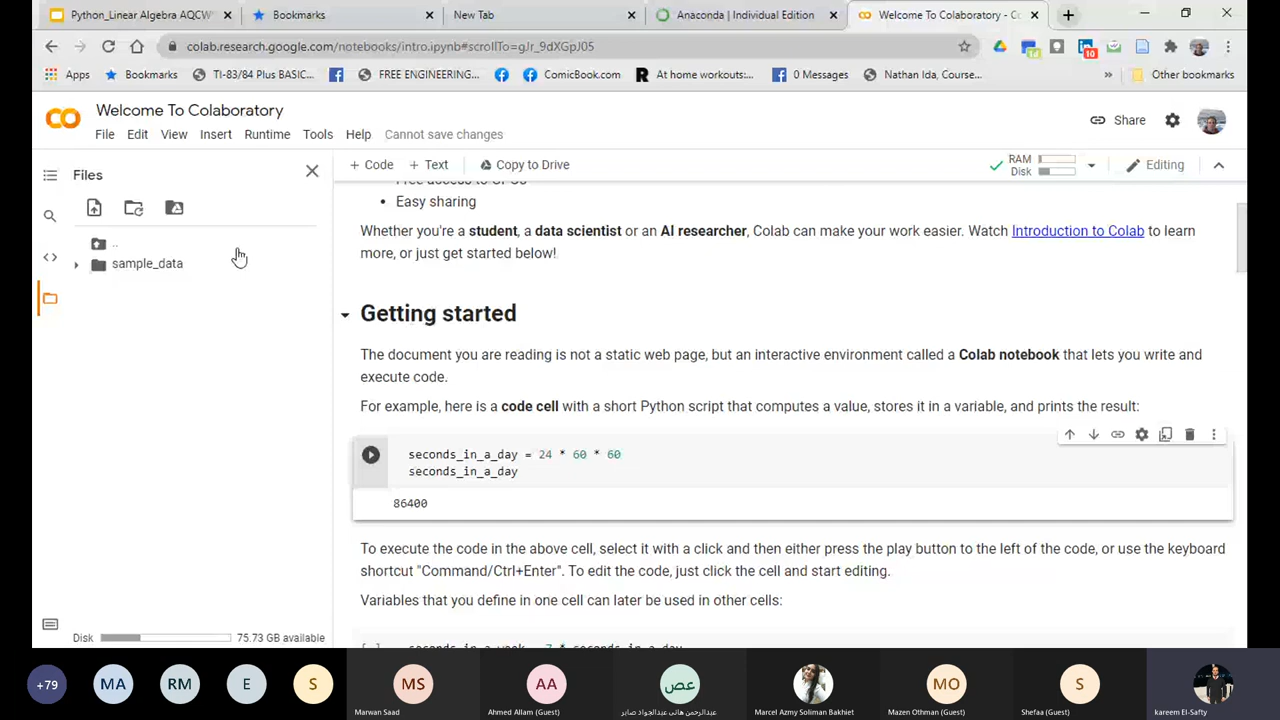 Python_Linear Algebra AQCW
Bookmarks
New Tab
Anaconda | Individual Edition
Welcome To Colaboratory - Co
colab.research.google.com/notebooks/intro.ipynb#scrollTo=gJr_9dXGpJ05
1d
10
Apps
Bookmarks
TI-83/84 Plus BASIC...
FREE ENGINEERING...
ComicBook.com
At home workouts:...
0 Messages
Nathan Ida, Course...
»
Other bookmarks
Welcome To Colaboratory
File Edit View Insert Runtime Tools Help Cannot save changes
Share
Files
+ Code + Text Copy to Drive
RAM
Disk
Editing
..
sample_data
• Easy sharing
Whether you're a student, a data scientist or an AI researcher, Colab can make your work easier. Watch Introduction to Colab to learn
more, or just get started below!
Getting started
The document you are reading is not a static web page, but an interactive environment called a Colab notebook that lets you write and
execute code.
For example, here is a code cell with a short Python script that computes a value, stores it in a variable, and prints the result:
seconds_in_a_day = 24 * 60 * 60
seconds_in_a_day
86400
To execute the code in the above cell, select it with a click and then either press the play button to the left of the code, or use the keyboard
shortcut "Command/Ctrl+Enter". To edit the code, just click the cell and start editing.
Variables that you define in one cell can later be used in other cells:
Disk 75.73 GB available
+79
MA
RM
E
S
MS
AA
عص
MO
S
Marwan Saad
Ahmed Allam (Guest)
عبدالرحمن هانى عبدالجواد صابر
Marcel Azmy Soliman Bakhiet
Mazen Othman (Guest)
Shefaa (Guest)
kareem El-Safty